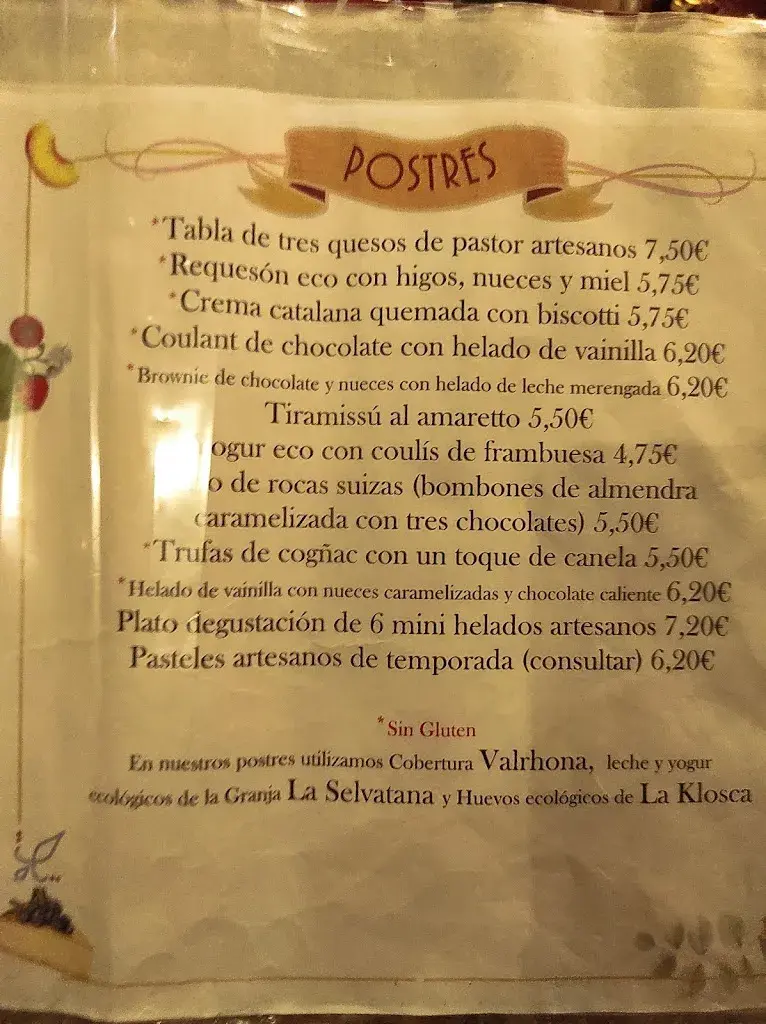 POSTRES
*Tabla de tres quesos de pastor artesanos 7,50€
*Requesón eco con higos, nueces y miel 5,75€
*Crema catalana quemada con biscotti 5,75€
*Coulant de chocolate con helado de vainilla 6,20€
*Brownie de chocolate y nueces con helado de leche merengada 6,20€
Tiramissú al amaretto 5,50€
eco con coulís de frambuesa 4,75€
de rocas suizas (bombones de almendra
caramelizada con tres chocolates) 5,50€
*Trufas de cogñac con un toque de canela 5,50€
*Helado de vainilla con nueces caramelizadas y chocolate caliente 6,20€
Plato degustación de 6 mini helados artesanos 7,20€
Pasteles artesanos de temporada (consultar) 6,20€
*Sin Gluten
En nuestros postres utilizamos Cobertura Valrhona, leche y yogur
ecológicos de la Granja La Selvatana y Huevos ecológicos de La Klosca